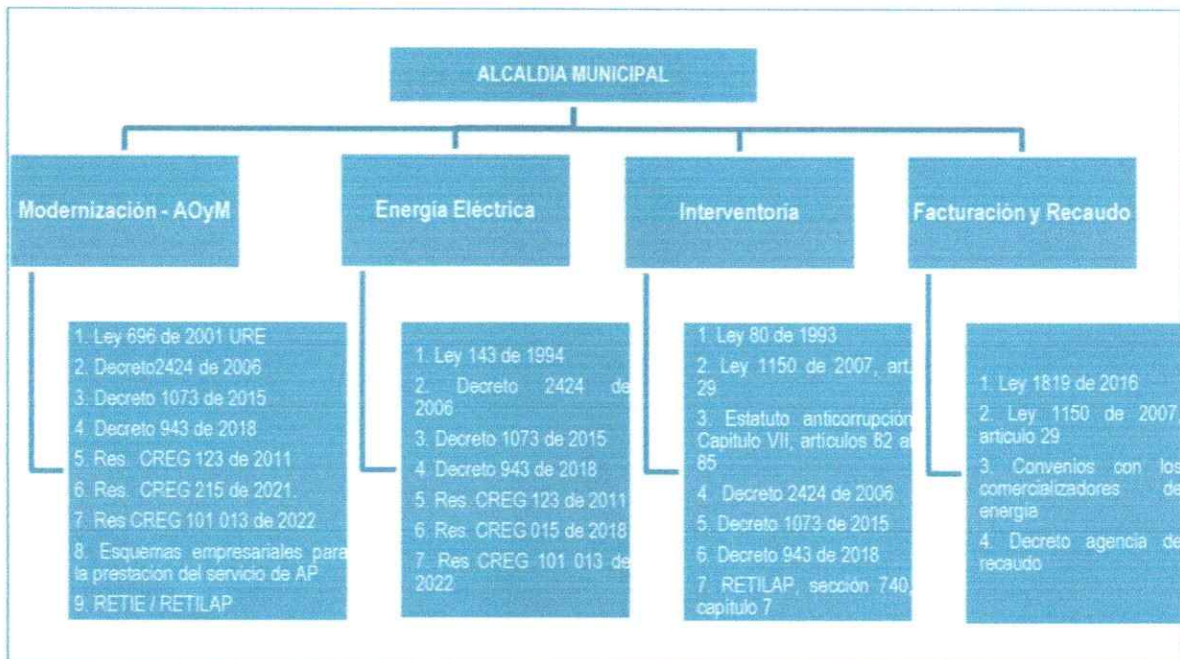 ALCALDIA MUNICIPAL
Modernización - AOyM
Energía Eléctrica
Interventoría
Facturación y Recaudo
1. Ley 696 de 2001 URE
2. Decreto2424 de 2006
3. Decreto 1073 de 2015
4. Decreto 943 de 2018
5. Res. CREG 123 de 2011
6. Res. CREG 215 de 2021.
7. Res CREG 101 013 de 2022
8. Esquemas empresariales para
la prestacion del servicio de AP
9. RETIE / RETILAP
1. Ley 143 de 1994
2. Decreto 2424 de
2006
3. Decreto 1073 de 2015
4. Decreto 943 de 2018
5. Res. CREG 123 de 2011
6. Res CREG 015 de 2018
7. Res CREG 101 013 de
2022
1. Ley 80 de 1993
2. Ley 1150 de 2007, art.
29
3. Estatuto anticorrupción
Capitulo VII, artículos 82 al
85
4. Decreto 2424 de 2006
5. Decreto 1073 de 2015
6. Decreto 943 de 2018
7. RETILAP, sección 740,
capitulo 7
1. Ley 1819 de 2016
2. Ley 1150 de 2007,
articulo 29
3. Convenios con los
comercializadores de
energia
4. Decreto agencia de
recaudo